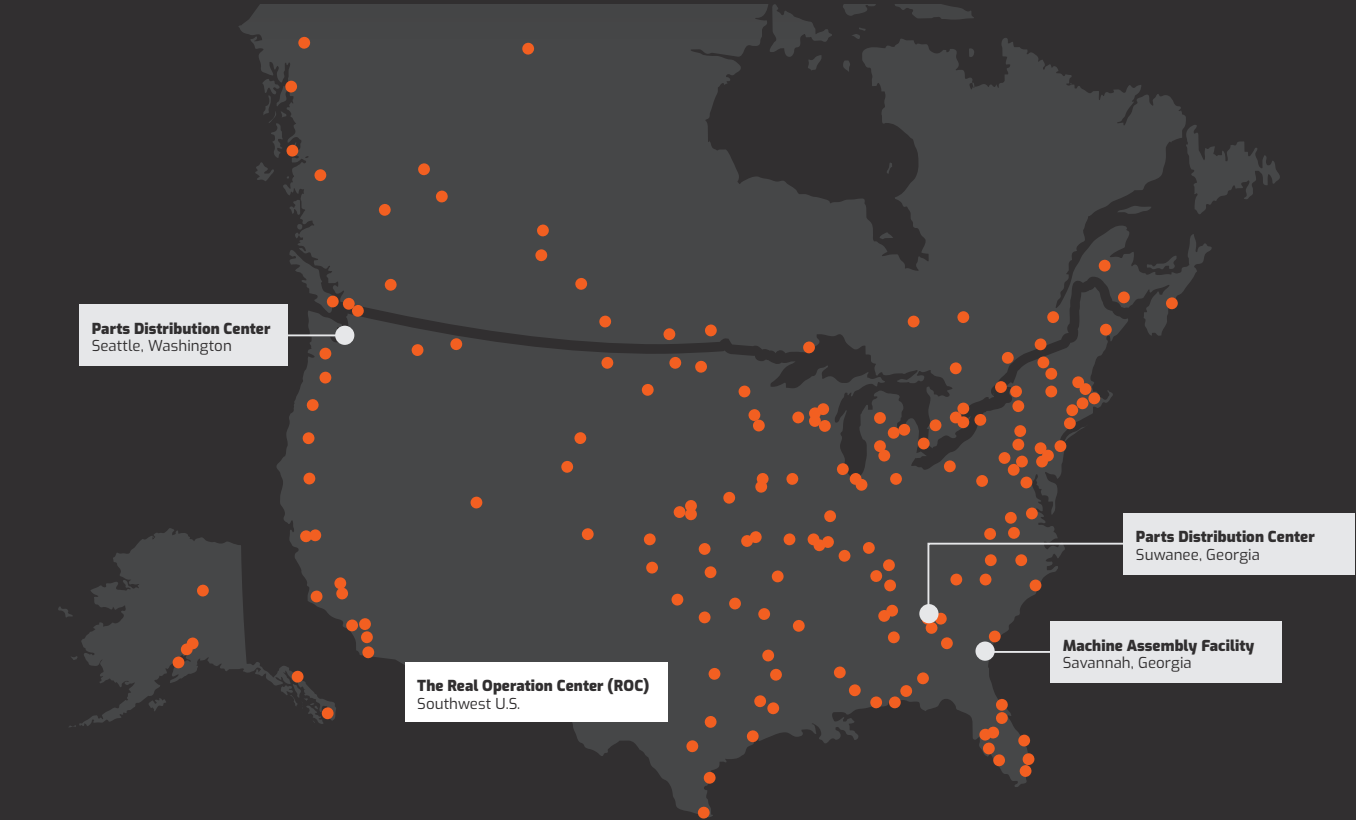 Parts Distribution Center
Seattle, Washington
Parts Distribution Center
Suwanee, Georgia
Machine Assembly Facility
Savannah, Georgia
The Real Operation Center (ROC)
Southwest U.S.